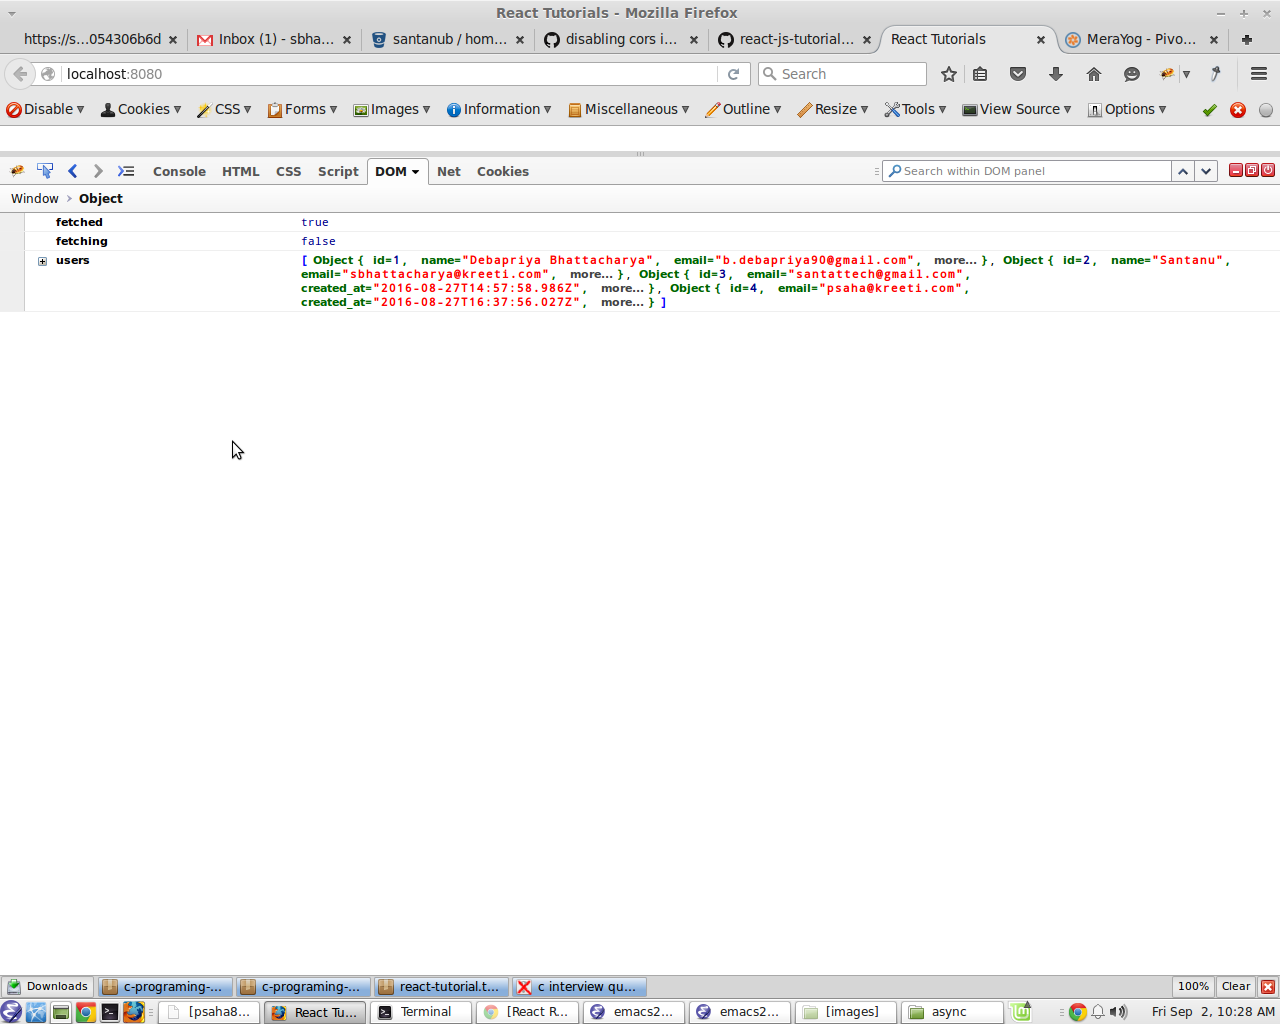 React Tutorials - Mozilla Firefox
https://s...054306b6d
Inbox (1) - sbha...
santanub / hom...
disabling cors i...
react-js-tutorial...
React Tutorials
MeraYog - Pivo...
localhost:8080
Search
Disable
Cookies
CSS
Forms
Images
Information
Miscellaneous
Outline
Resize
Tools
View Source
Options
Console
HTML
CSS
Script
DOM
Net
Cookies
Search within DOM panel
Window
Object
fetched
true
fetching
false
users
[ Object { id=1, name="Debapriya Bhattacharya", email="b.debapriya90@gmail.com", more... }, Object { id=2, name="Santanu",
email="sbhattacharya@kreeti.com", more... }, Object { id=3, email="santattech@gmail.com",
created_at="2016-08-27T14:57:58.986Z", more... }, Object { id=4, email="psaha@kreeti.com",
created_at="2016-08-27T16:37:56.027Z", more... } ]
Downloads
c-programing-...
c-programing-...
react-tutorial.t...
c interview qu...
100%
Clear
[psaha8...
React Tu...
Terminal
[React R...
emacs2...
emacs2...
[images]
async
Fri Sep 2, 10:28 AM